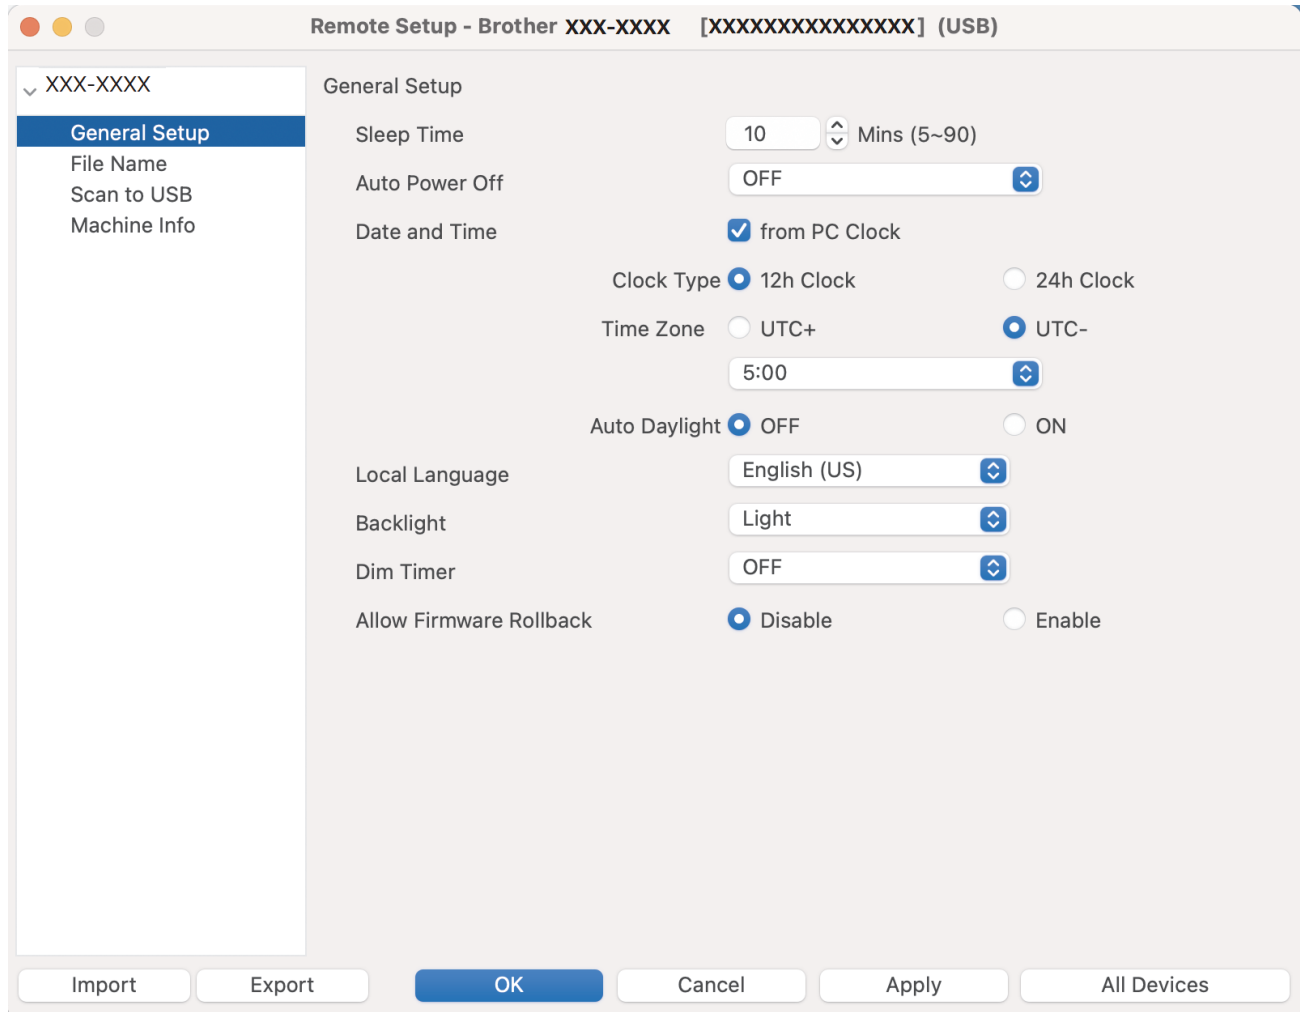 Remote Setup - Brother XXX-XXXX [XXXXXXXXXXXXXXX] (USB)
XXX-XXXX
General Setup
File Name
Scan to USB
Machine Info
General Setup
Sleep Time 10 Mins (5~90)
Auto Power Off OFF
Date and Time from PC Clock
Clock Type 12h Clock 24h Clock
Time Zone UTC+ UTC-
5:00
Auto Daylight OFF ON
Local Language English (US)
Backlight Light
Dim Timer OFF
Allow Firmware Rollback Disable Enable
Import Export OK Cancel Apply All Devices